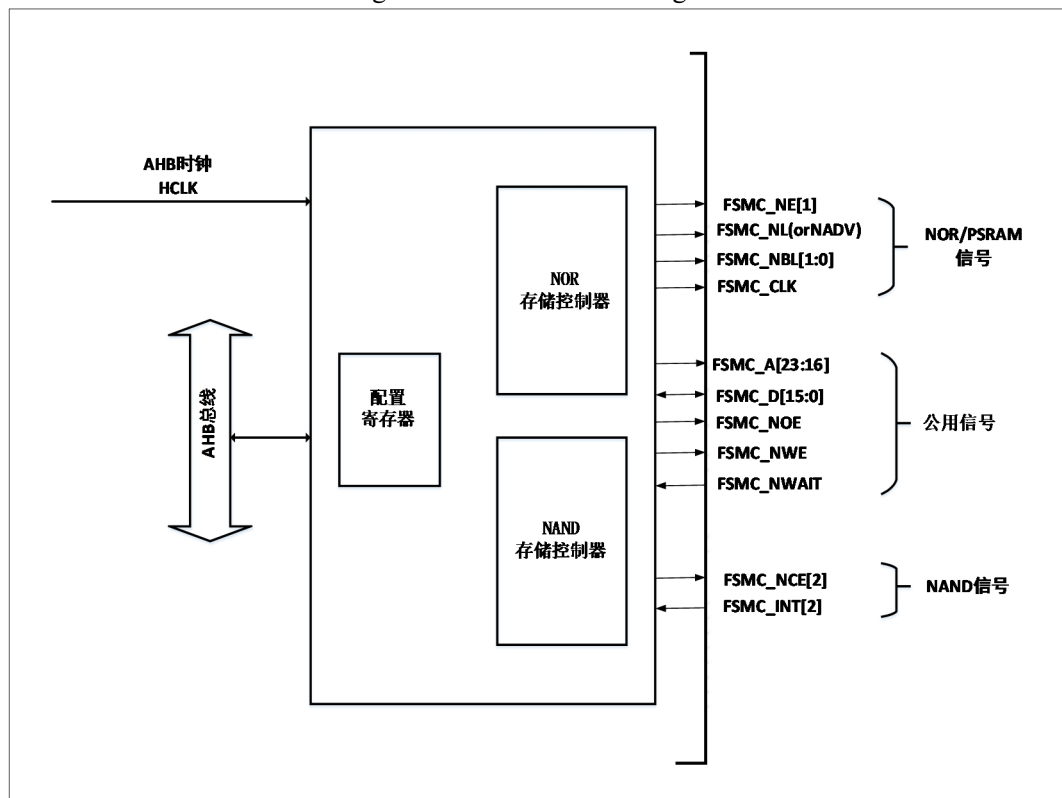 AHB时钟
HCLK
AHB总线
配置
寄存器
NOR
存储控制器
NAND
存储控制器
FSMC_NE[1]
FSMC_NL(orNADV)
FSMC_NBL[1:0]
FSMC_CLK
NOR/PSRAM
信号
FSMC_A[23:16]
FSMC_D[15:0]
FSMC_NOE
FSMC_NWE
FSMC_NWAIT
公用信号
FSMC_NCE[2]
FSMC_INT[2]
NAND信号